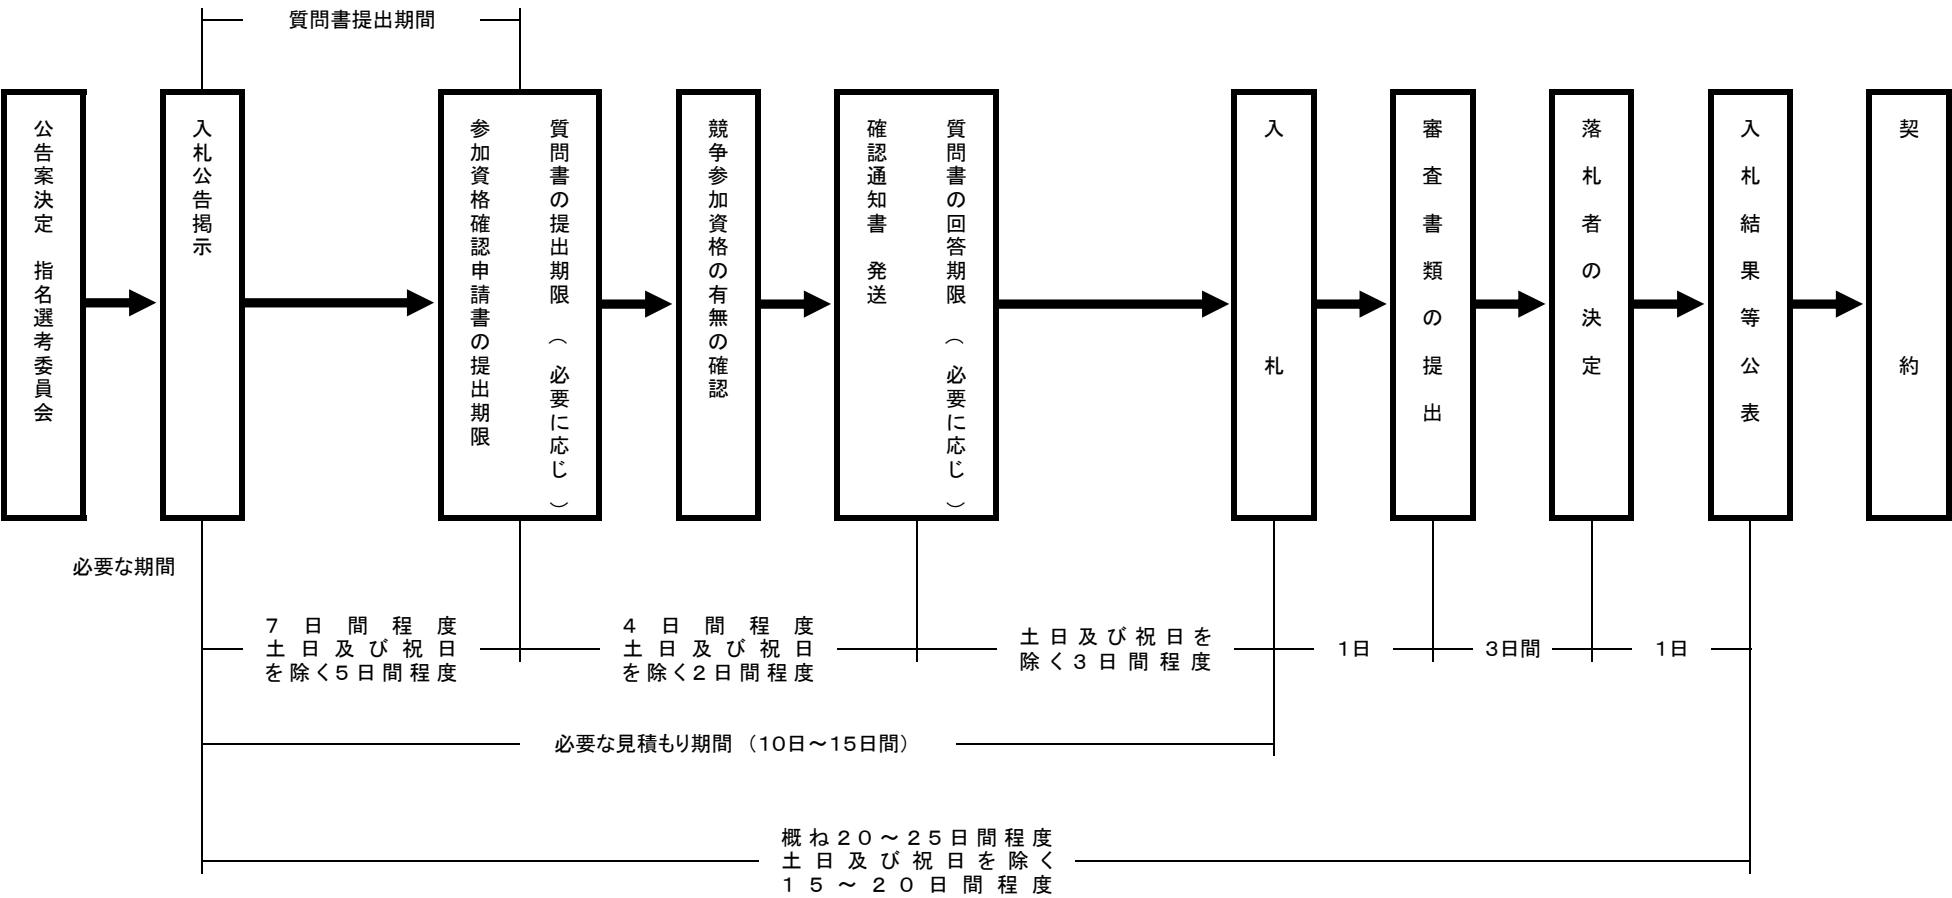 質問書提出期間
公告案決定　指名選考委員会
入札公告掲示
質問書の提出期限（必要に応じ）
参加資格確認申請書の提出期限
競争参加資格の有無の確認
質問書の回答期限（必要に応じ）
確認通知書　発送
入札
審査書類の提出
落札者の決定
入札結果等公表
契約
必要な期間
７日間程度
土日及び祝日
を除く５日間程度
４日間程度
土日及び祝日
を除く２日間程度
土日及び祝日を
除く３日間程度
１日
３日間
１日
必要な見積もり期間（１０日～１５日間）
概ね２０～２５日間程度
土日及び祝日を除く
１５～２０日間程度